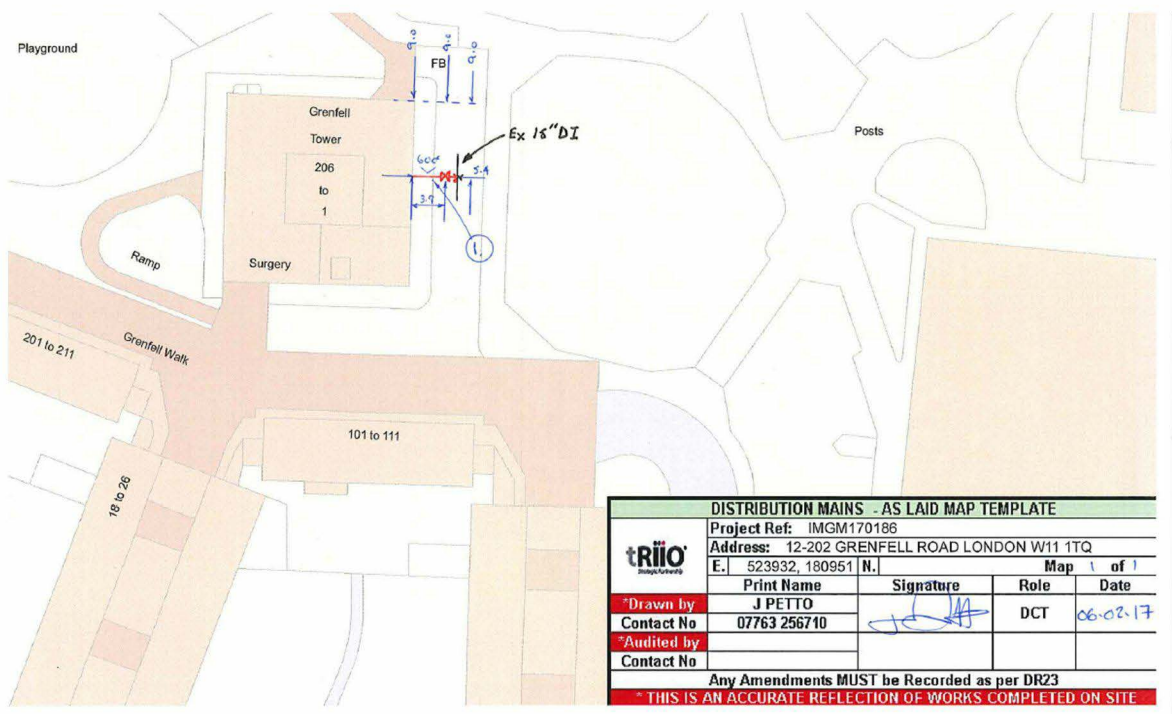 Playground
9.0
9.0
9.0
FB
Grenfell
Tower
206
to
1
Ex 18" DI
Posts
5.4
3.7
1.
Ramp
Surgery
Grenfell Walk
201 to 211
101 to 111
18 to 26
DISTRIBUTION MAINS - AS LAID MAP TEMPLATE
tRIIO
Strategic Partnership
Project Ref: IMGM170186
Address: 12-202 GRENFELL ROAD LONDON W11 1TQ
E. 523932, 180951 N. Map 1 of 1
Print Name Signature Role Date
*Drawn by J PETTO DCT 06-02-17
Contact No 07763 256710
*Audited by
Contact No
Any Amendments MUST be Recorded as per DR23
* THIS IS AN ACCURATE REFLECTION OF WORKS COMPLETED ON SITE